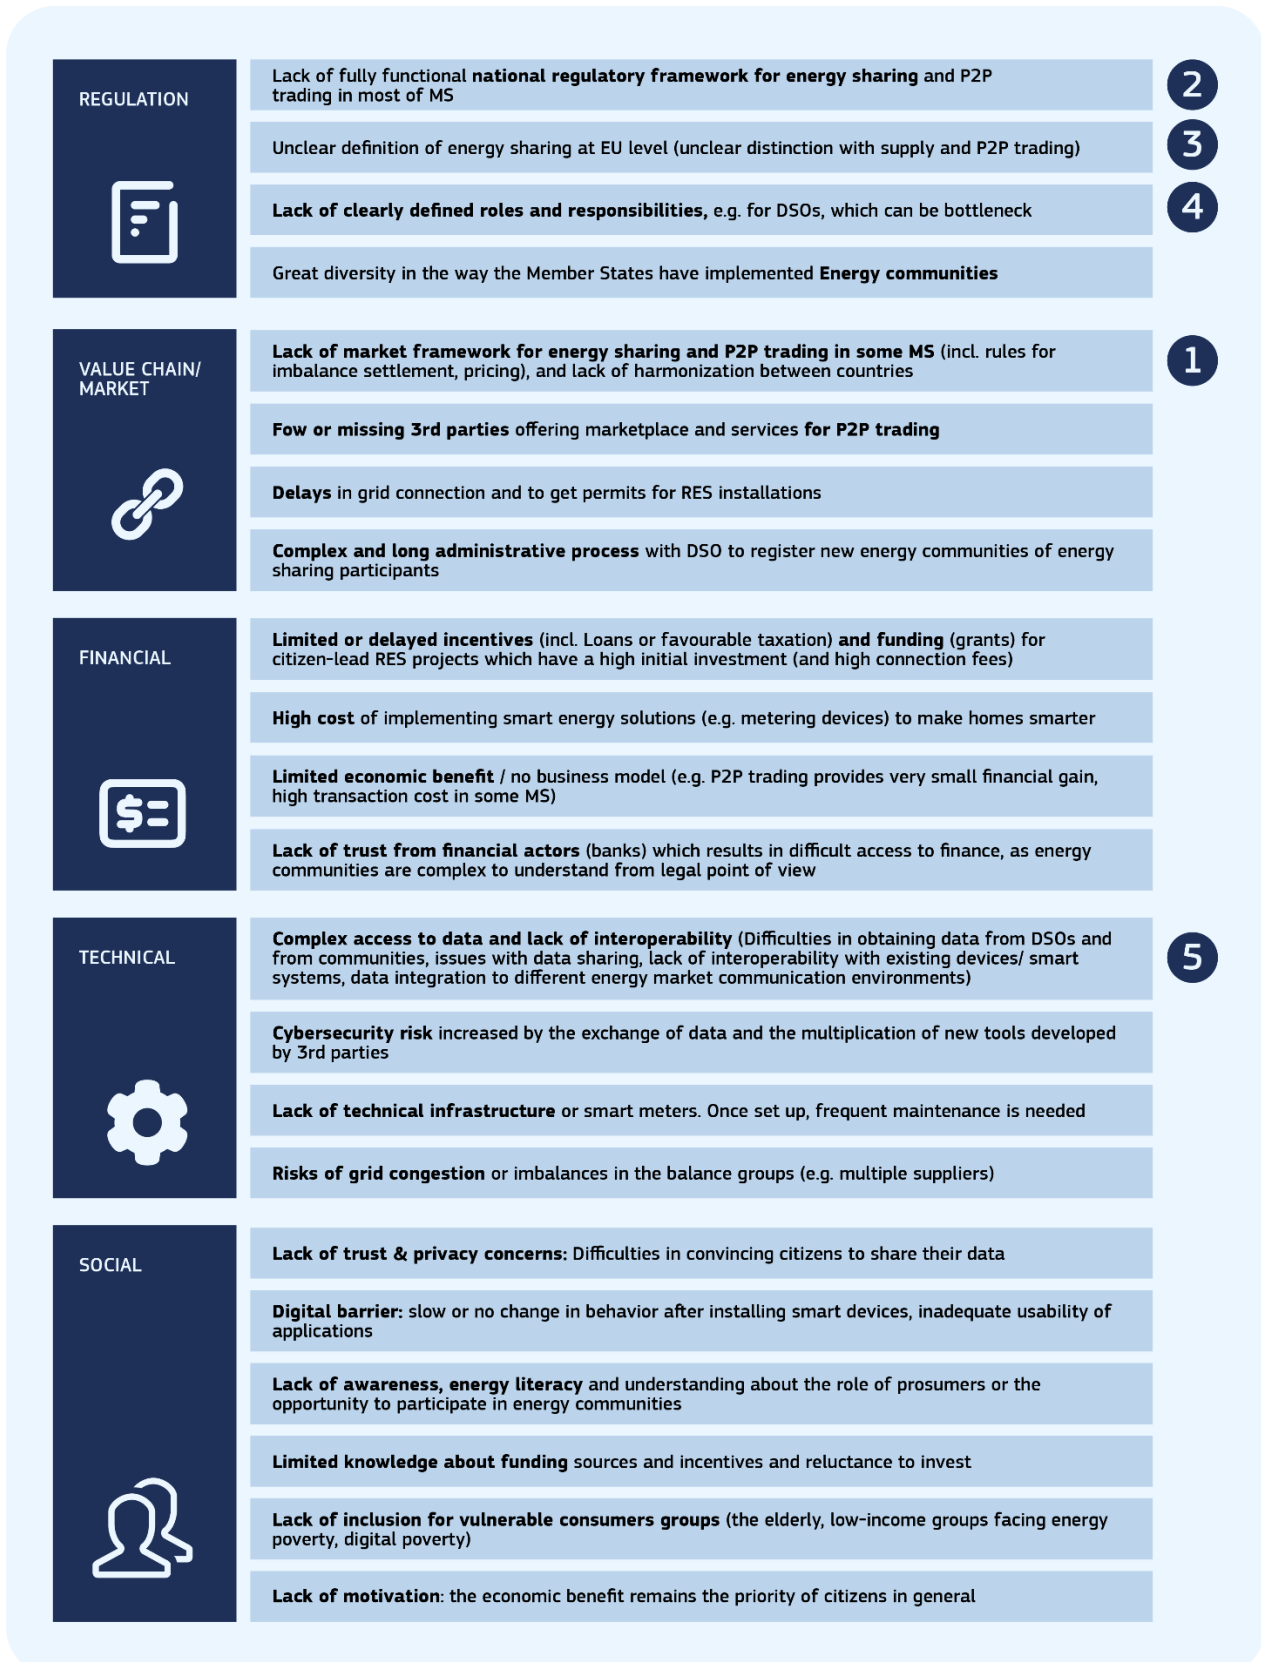 REGULATION
Lack of fully functional national regulatory framework for energy sharing and P2P
trading in most of MS
2
Unclear definition of energy sharing at EU level (unclear distinction with supply and P2P trading)
3
Lack of clearly defined roles and responsibilities, e.g. for DSOs, which can be bottleneck
4
Great diversity in the way the Member States have implemented Energy communities
VALUE CHAIN/
MARKET
Lack of market framework for energy sharing and P2P trading in some MS (incl. rules for
imbalance settlement, pricing), and lack of harmonization between countries
1
Fow or missing 3rd parties offering marketplace and services for P2P trading
Delays in grid connection and to get permits for RES installations
Complex and long administrative process with DSO to register new energy communities of energy
sharing participants
FINANCIAL
Limited or delayed incentives (incl. Loans or favourable taxation) and funding (grants) for
citizen-lead RES projects which have a high initial investment (and high connection fees)
High cost of implementing smart energy solutions (e.g. metering devices) to make homes smarter
Limited economic benefit / no business model (e.g. P2P trading provides very small financial gain,
high transaction cost in some MS)
Lack of trust from financial actors (banks) which results in difficult access to finance, as energy
communities are complex to understand from legal point of view
$
TECHNICAL
Complex access to data and lack of interoperability (Difficulties in obtaining data from DSOs and
from communities, issues with data sharing, lack of interoperability with existing devices/ smart
systems, data integration to different energy market communication environments)
5
Cybersecurity risk increased by the exchange of data and the multiplication of new tools developed
by 3rd parties
Lack of technical infrastructure or smart meters. Once set up, frequent maintenance is needed
Risks of grid congestion or imbalances in the balance groups (e.g. multiple suppliers)
SOCIAL
Lack of trust & privacy concerns: Difficulties in convincing citizens to share their data
Digital barrier: slow or no change in behavior after installing smart devices, inadequate usability of
applications
Lack of awareness, energy literacy and understanding about the role of prosumers or the
opportunity to participate in energy communities
Limited knowledge about funding sources and incentives and reluctance to invest
Lack of inclusion for vulnerable consumers groups (the elderly, low-income groups facing energy
poverty, digital poverty)
Lack of motivation: the economic benefit remains the priority of citizens in general